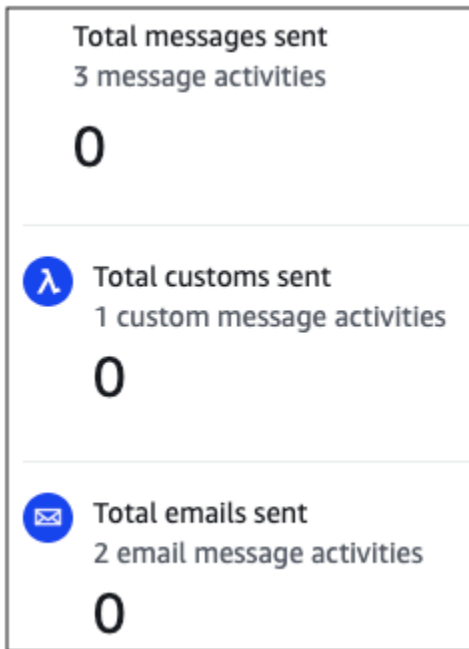 Total messages sent
3 message activities
0
λ
Total customs sent
1 custom message activities
0
Total emails sent
2 email message activities
0